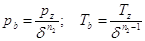 p_b = p_z / δ^{n_2}; T_b = T_z / δ^{n_2−1}